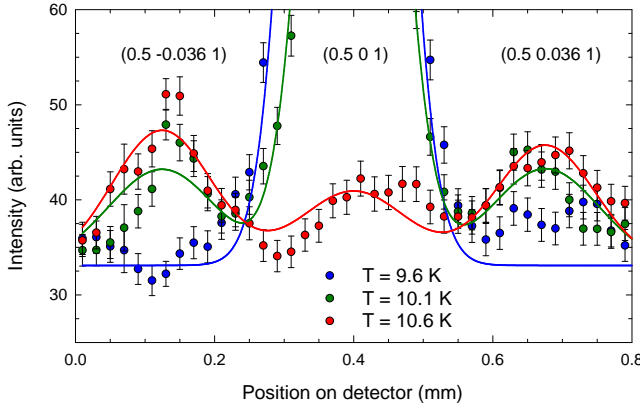 60
(0.5 -0.036 1) (0.5 0 1) (0.5 0.036 1)
50
Intensity (arb. units)
40
T = 9.6 K
T = 10.1 K
30
T = 10.6 K
0.0 0.2 0.4 0.6 0.8
Position on detector (mm)